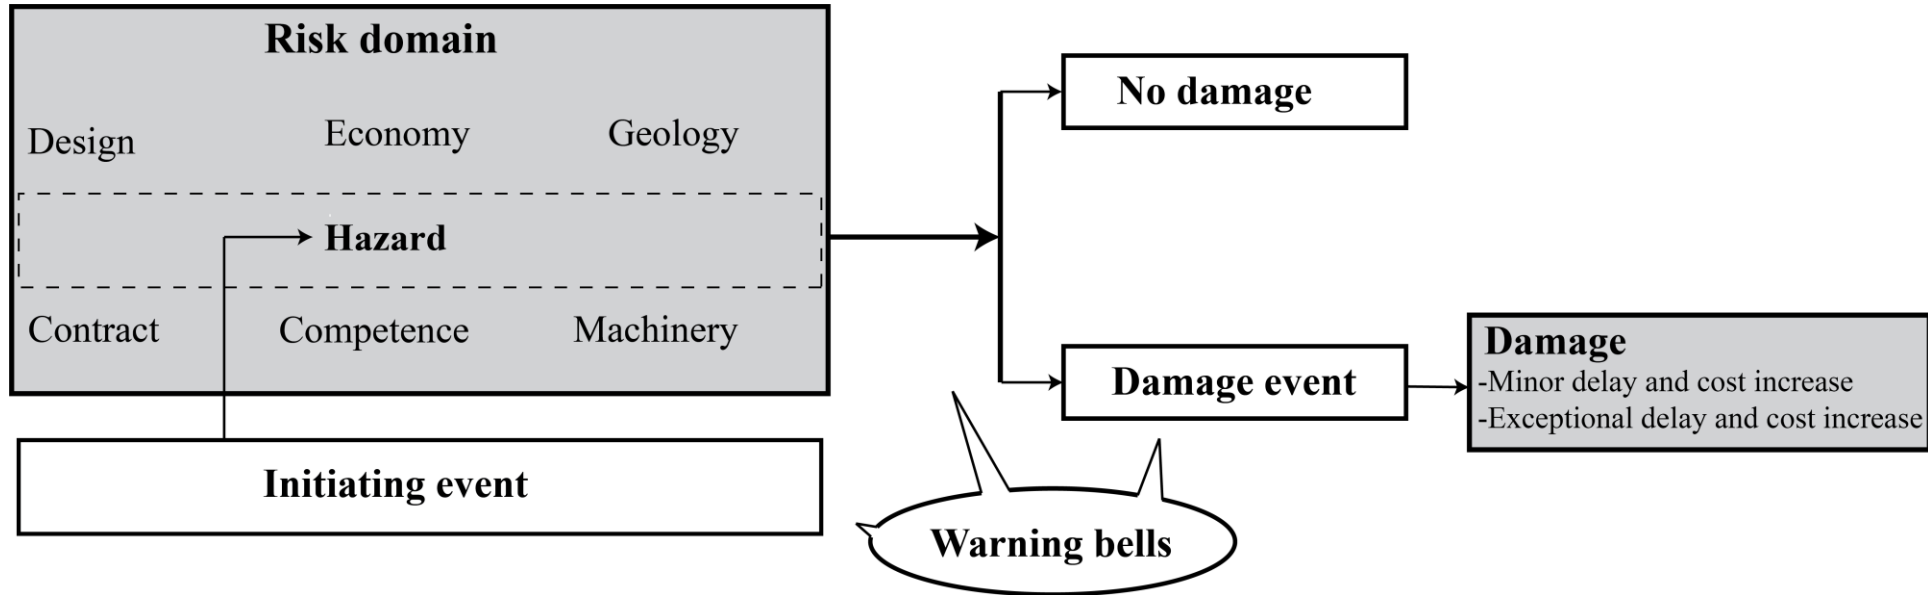 Risk domain
Design Economy Geology
Hazard
Contract Competence Machinery
Initiating event
No damage
Damage event
Damage
-Minor delay and cost increase
-Exceptional delay and cost increase
Warning bells